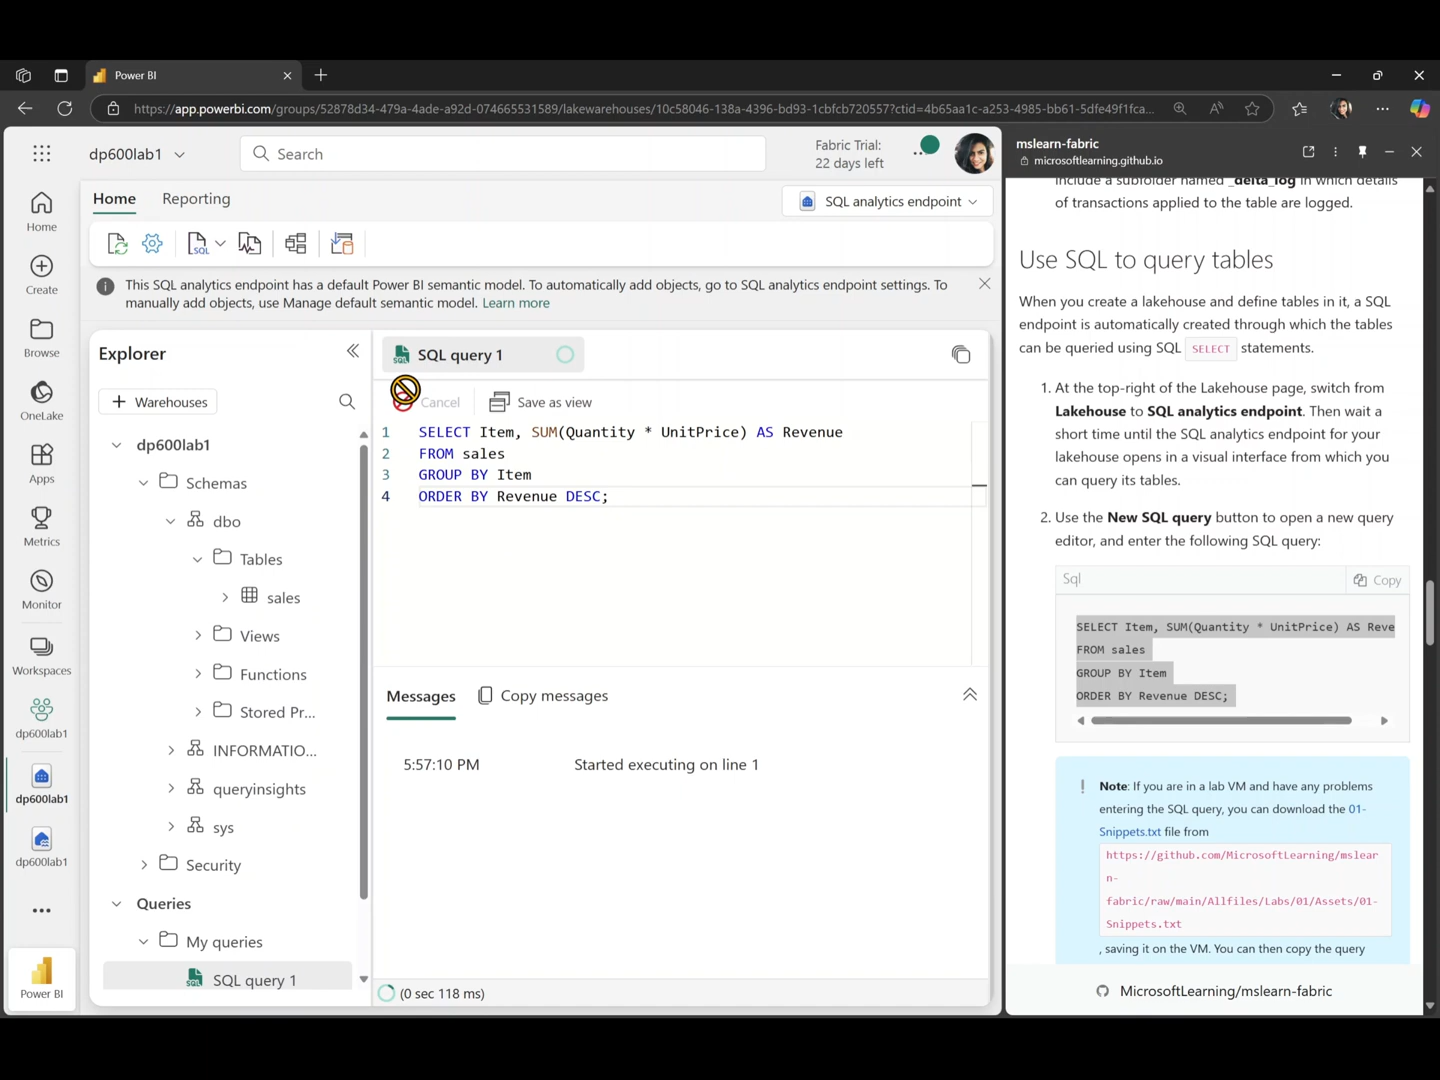 Power BI
https://app.powerbi.com/groups/52878d34-479a-4ade-a92d-074665531589/lakewarehouses/10c58046-138a-4396-bd93-1cbfcb720557?ctid=4b65aa1c-a253-4985-bb61-5dfe49f1fca...
dp600lab1
Search
Fabric Trial:
22 days left
Home
Reporting
SQL analytics endpoint
This SQL analytics endpoint has a default Power BI semantic model. To automatically add objects, go to SQL analytics endpoint settings. To
manually add objects, use Manage default semantic model. Learn more
Home
Create
Browse
OneLake
Apps
Metrics
Monitor
Workspaces
dp600lab1
dp600lab1
dp600lab1
Power BI
Explorer
+ Warehouses
dp600lab1
Schemas
dbo
Tables
sales
Views
Functions
Stored Pr...
INFORMATIO...
queryinsights
sys
Security
Queries
My queries
SQL query 1
SQL query 1
Cancel
Save as view
1 SELECT Item, SUM(Quantity * UnitPrice) AS Revenue
2 FROM sales
3 GROUP BY Item
4 ORDER BY Revenue DESC;
Messages
Copy messages
5:57:10 PM Started executing on line 1
(0 sec 118 ms)
mslearn-fabric
microsoftlearning.github.io
include a subfolder named _delta_log in which details
of transactions applied to the table are logged.
Use SQL to query tables
When you create a lakehouse and define tables in it, a SQL
endpoint is automatically created through which the tables
can be queried using SQL SELECT statements.
1. At the top-right of the Lakehouse page, switch from
Lakehouse to SQL analytics endpoint. Then wait a
short time until the SQL analytics endpoint for your
lakehouse opens in a visual interface from which you
can query its tables.
2. Use the New SQL query button to open a new query
editor, and enter the following SQL query:
Sql
Copy
SELECT Item, SUM(Quantity * UnitPrice) AS Reve
FROM sales
GROUP BY Item
ORDER BY Revenue DESC;
Note: If you are in a lab VM and have any problems
entering the SQL query, you can download the 01-
Snippets.txt file from
https://github.com/MicrosoftLearning/mslear
n-
fabric/raw/main/Allfiles/Labs/01/Assets/01-
Snippets.txt
, saving it on the VM. You can then copy the query
MicrosoftLearning/mslearn-fabric